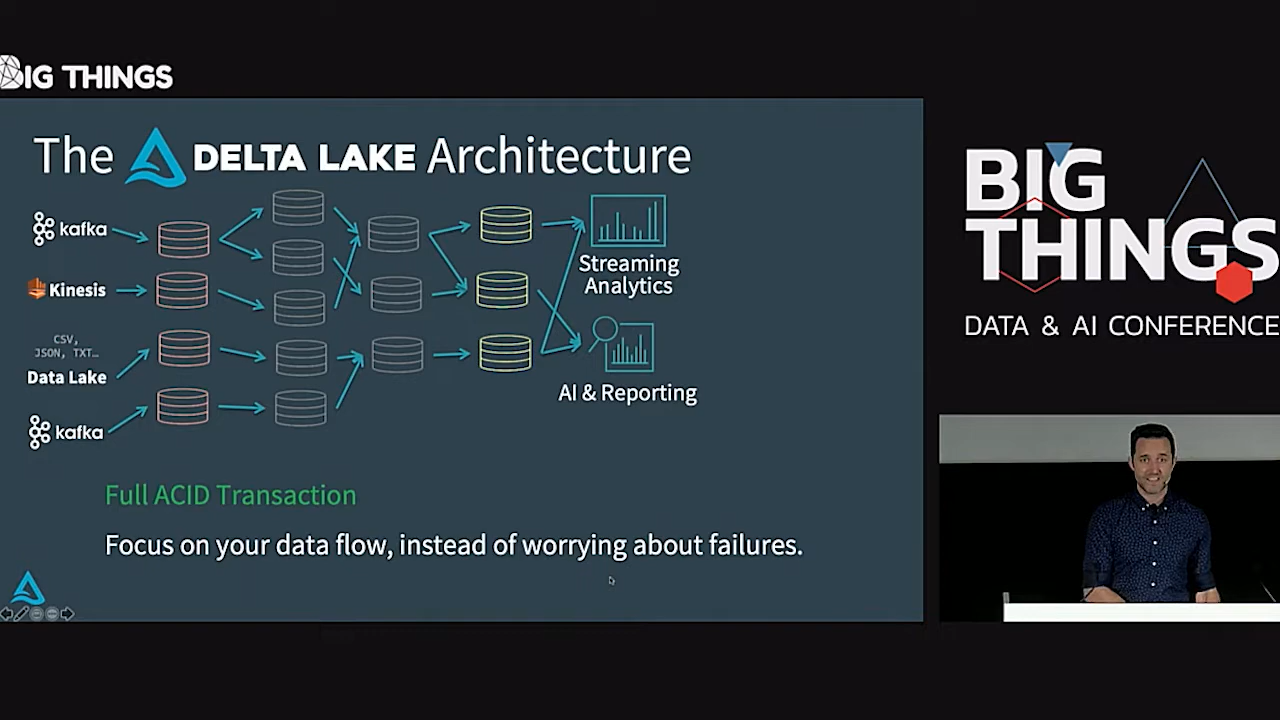 BIG THINGS
The DELTA LAKE Architecture
kafka
Kinesis
CSV,
JSON, TXT...
Data Lake
kafka
Streaming
Analytics
AI & Reporting
Full ACID Transaction
Focus on your data flow, instead of worrying about failures.
BIG
THINGS
DATA & AI CONFERENCE